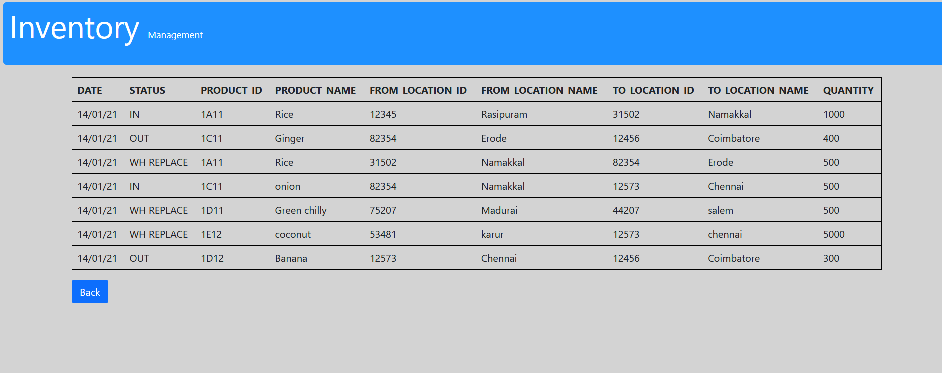 Inventory Management
DATE STATUS PRODUCT ID PRODUCT NAME FROM LOCATION ID FROM LOCATION NAME TO LOCATION ID TO LOCATION NAME QUANTITY
14/01/21 IN 1A11 Rice 12345 Rasipuram 31502 Namakkal 1000
14/01/21 OUT 1C11 Ginger 82354 Erode 12456 Coimbatore 400
14/01/21 WH REPLACE 1A11 Rice 31502 Namakkal 82354 Erode 500
14/01/21 IN 1C11 onion 82354 Namakkal 12573 Chennai 500
14/01/21 WH REPLACE 1D11 Green chilly 75207 Madurai 44207 salem 500
14/01/21 WH REPLACE 1E12 coconut 53481 karur 12573 chennai 5000
14/01/21 OUT 1D12 Banana 12573 Chennai 12456 Coimbatore 300
Back